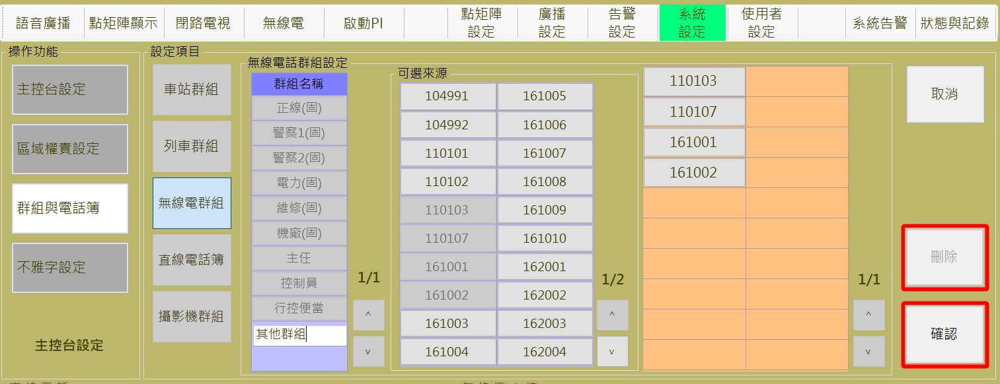 語音廣播
點矩陣顯示
閉路電視
無線電
啟動PI
點矩陣
設定
廣播
設定
告警
設定
系統
設定
使用者
設定
系統告警
狀態與記錄
操作功能
主控台設定
區域權責設定
群組與電話簿
不雅字設定
主控台設定
設定項目
車站群組
列車群組
無線電群組
直線電話簿
攝影機群組
無線電話群組設定
群組名稱
正線(固)
警察1(固)
警察2(固)
電力(固)
維修(固)
機廠(固)
主任
控制員
行控便當
其他群組
1/1
^
v
可選來源
104991 161005
104992 161006
110101 161007
110102 161008
110103 161009
110107 161010
161001 162001
161002 162002
161003 162003
161004 162004
1/2
^
v
110103
110107
161001
161002
1/1
^
v
取消
刪除
確認